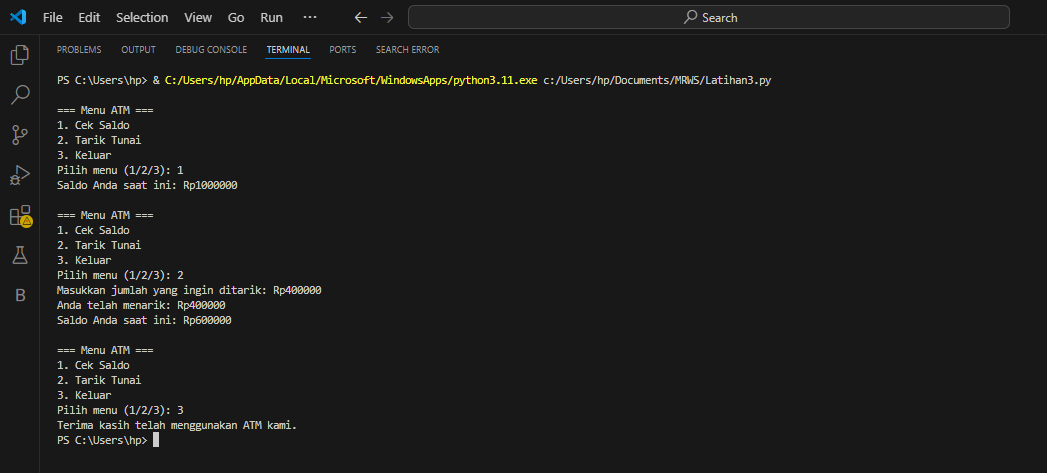 File Edit Selection View Go Run ··· Search
PROBLEMS OUTPUT DEBUG CONSOLE TERMINAL PORTS SEARCH ERROR
PS C:\Users\hp> & C:/Users/hp/AppData/Local/Microsoft/WindowsApps/python3.11.exe c:/Users/hp/Documents/MRWS/Latihan3.py
=== Menu ATM ===
1. Cek Saldo
2. Tarik Tunai
3. Keluar
Pilih menu (1/2/3): 1
Saldo Anda saat ini: Rp1000000
=== Menu ATM ===
1. Cek Saldo
2. Tarik Tunai
3. Keluar
Pilih menu (1/2/3): 2
Masukkan jumlah yang ingin ditarik: Rp400000
Anda telah menarik: Rp400000
Saldo Anda saat ini: Rp600000
=== Menu ATM ===
1. Cek Saldo
2. Tarik Tunai
3. Keluar
Pilih menu (1/2/3): 3
Terima kasih telah menggunakan ATM kami.
PS C:\Users\hp>
B